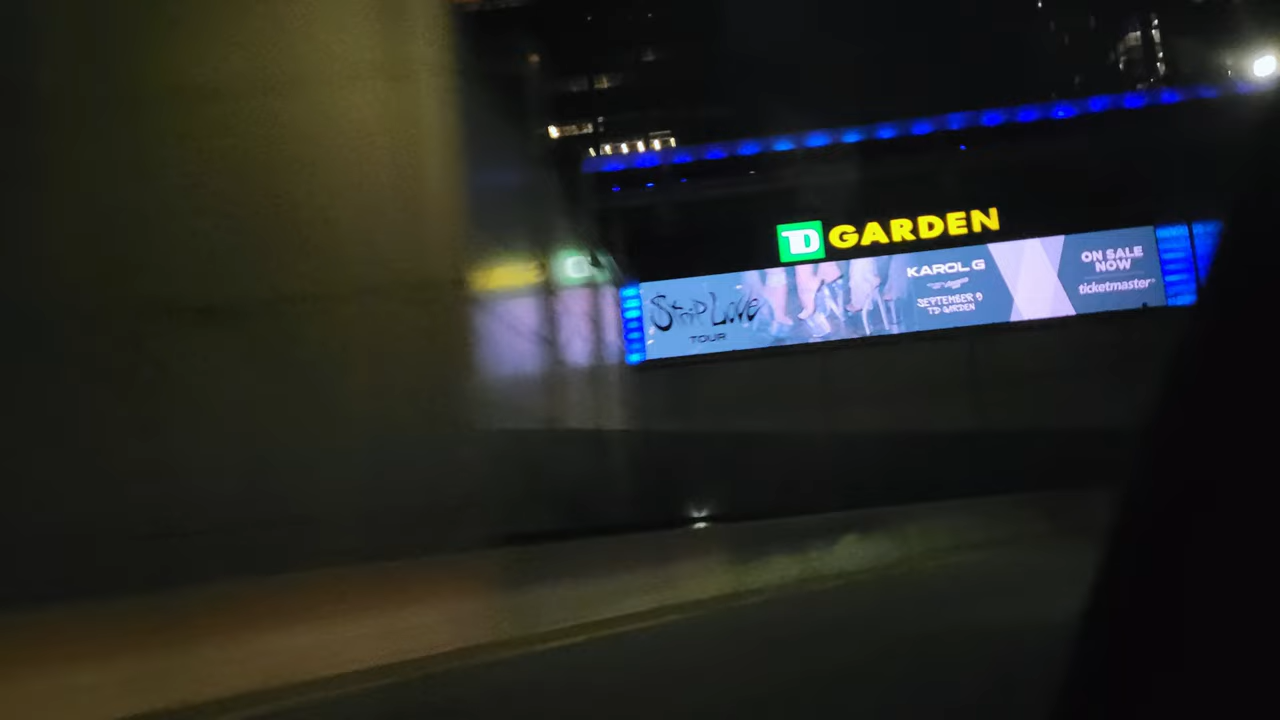 TD GARDEN
Strip Love
TOUR
KAROL G
SEPTEMBER 9
TD GARDEN
ON SALE
NOW
ticketmaster